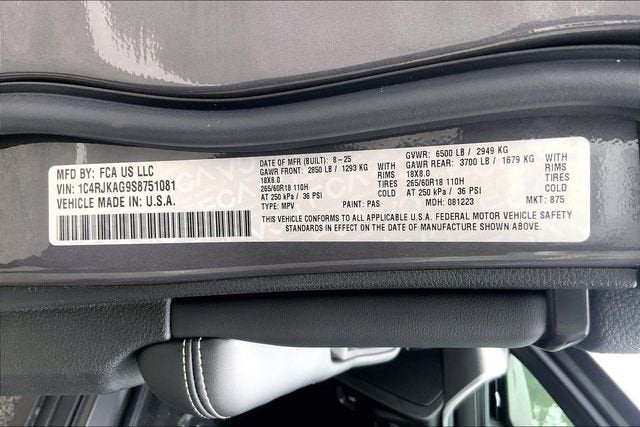 MFD BY: FCA US LLC
VIN: 1C4RJKAG9S8751081
VEHICLE MADE IN: U.S.A.
DATE OF MFR (BUILT): 8-25
GAWR FRONT: 2850 LB / 1293 KG WITH
18X8.0 RIMS
265/60R18 110H TIRES
AT 250 kPa / 36 PSI COLD
TYPE: MPV PAINT: PAS
GVWR: 6500 LB / 2949 KG
GAWR REAR: 3700 LB / 1679 KG WITH
18X8.0 RIMS
265/60R18 110H TIRES
AT 250 kPa / 36 PSI COLD
MDH: 081223 MKT: 875
THIS VEHICLE CONFORMS TO ALL APPLICABLE U.S.A. FEDERAL MOTOR VEHICLE SAFETY
STANDARDS IN EFFECT ON THE DATE OF MANUFACTURE SHOWN ABOVE.